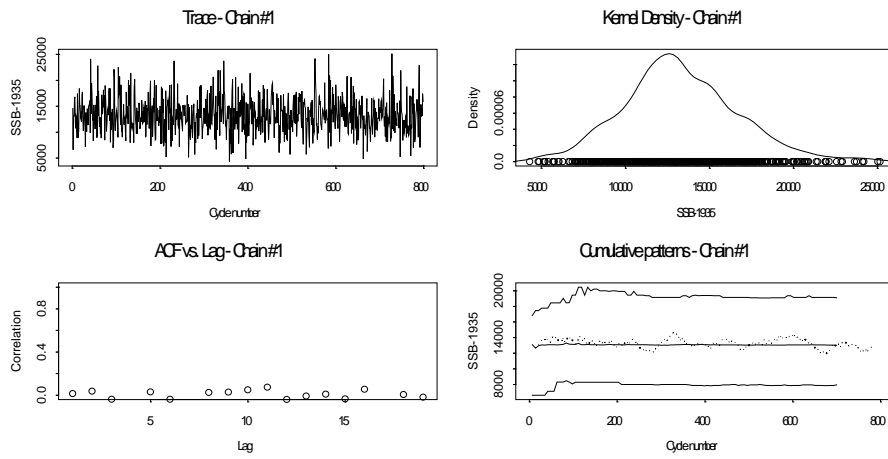 Trace - Chain #1
SSB-1935
25000
15000
5000
0
200
400
600
800
Cycle number
Kernel Density - Chain #1
Density
0.00006
0.0
5000
10000
15000
20000
25000
SSB-1935
ACF vs. Lag - Chain #1
Correlation
0.8
0.4
0.0
5
10
15
Lag
Cumulative patterns - Chain #1
SSB-1935
20000
14000
8000
0
200
400
600
800
Cycle number